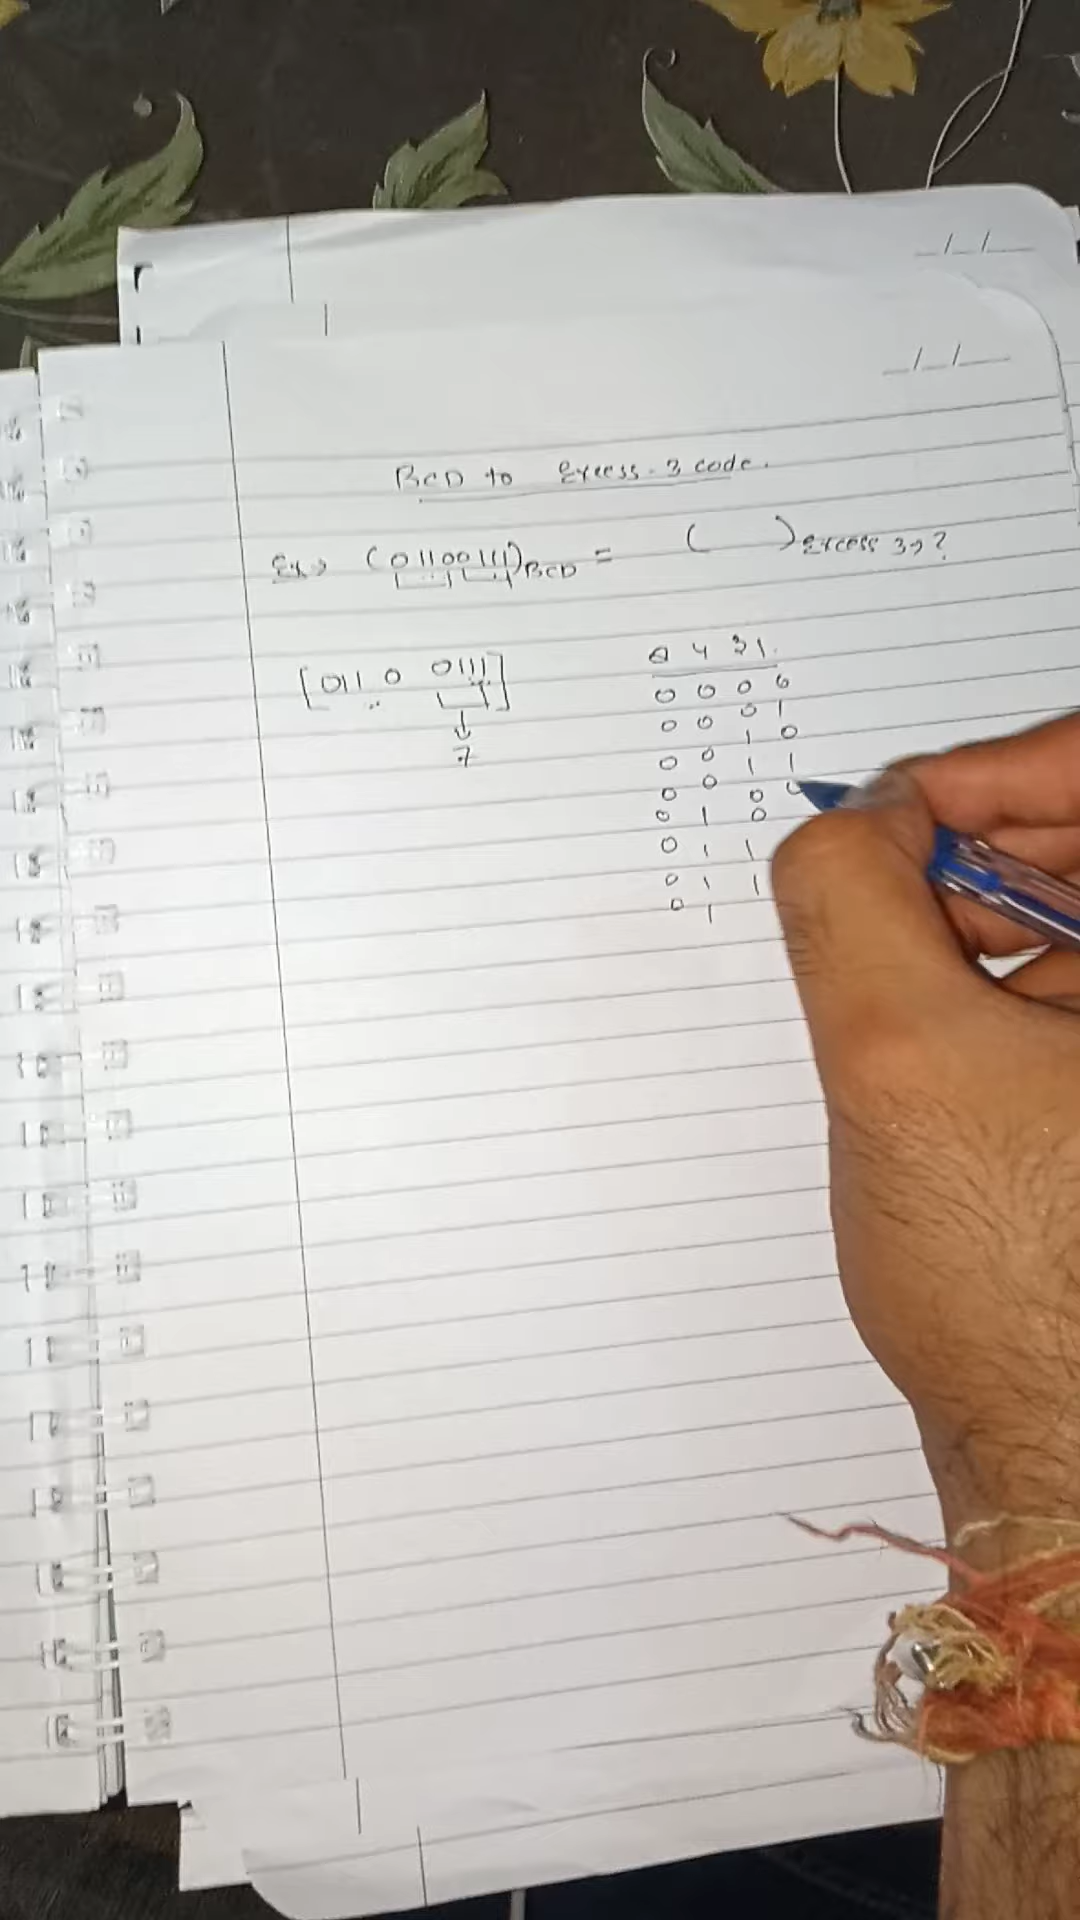 BCD to Excess-3 code.
Ex→ (01100111)BCD = ( )Excess 3→?
[0110 0111]
↓
7
8 4 2 1.
0 0 0 0
0 0 0 1
0 0 1 0
0 0 1 1
0 1 0 0
0 1 0
0 1 1
0 1 1